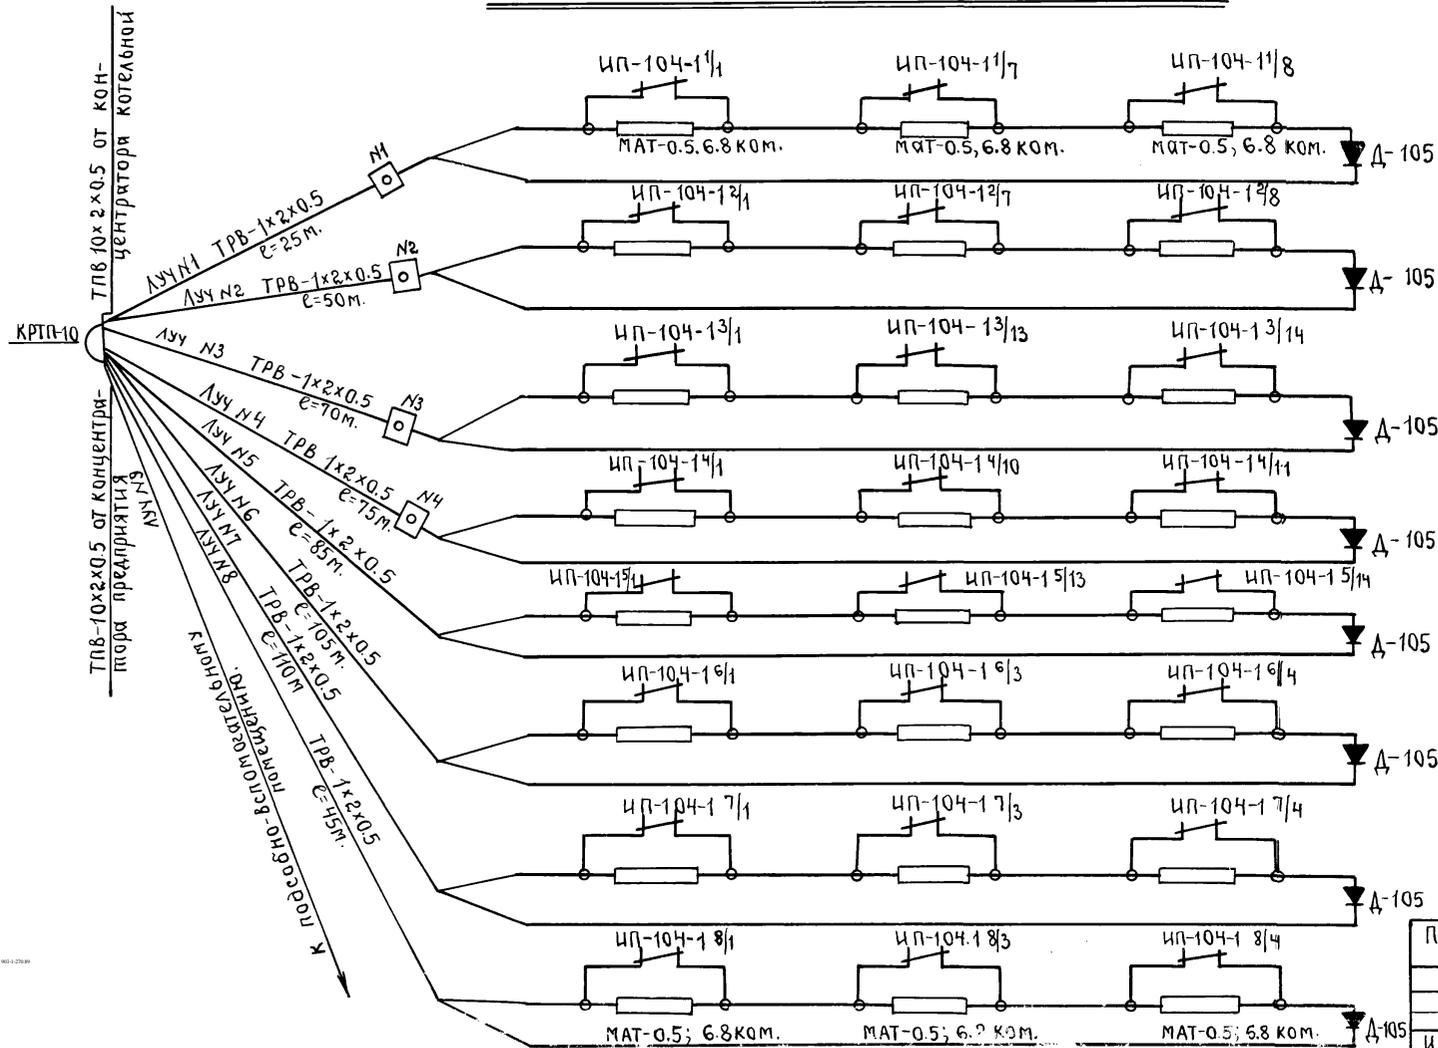 ТПВ 10×2×0.5 от кон-
центратора котельной
КРТП-10
ТПВ-10×2×0.5 от концентра-
тора предприятия
Луч N1 ТРВ-1×2×0.5
ℓ=25м.
N1
Луч N2 ТРВ-1×2×0.5
ℓ=50м.
N2
Луч N3 ТРВ-1×2×0.5
ℓ=70м.
N3
Луч N4 ТРВ 1×2×0.5
ℓ=75м.
N4
Луч N5 ТРВ-1×2×0.5
ℓ=85м.
Луч N6 ТРВ-1×2×0.5
ℓ=105м.
Луч N7 ТРВ-1×2×0.5
ℓ=110м
Луч N8 ТРВ-1×2×0.5
ℓ=45м.
Луч N9
К подсобно-вспомогательному
помещению.
ИП-104-1 1/1 ИП-104-1 1/7 ИП-104-1 1/8
МАТ-0.5. 6.8 ком. МАТ-0.5, 6.8 ком. МАТ-0.5; 6.8 ком. Д-105
ИП-104-1 2/1 ИП-104-1 2/7 ИП-104-1 2/8
Д-105
ИП-104-1 3/1 ИП-104-1 3/13 ИП-104-1 3/14
Д-105
ИП-104-1 4/1 ИП-104-1 4/10 ИП-104-1 4/11
Д-105
ИП-104-1 5/1 ИП-104-1 5/13 ИП-104-1 5/14
Д-105
ИП-104-1 6/1 ИП-104-1 6/3 ИП-104-1 6/4
Д-105
ИП-104-1 7/1 ИП-104-1 7/3 ИП-104-1 7/4
Д-105
ИП-104-1 8/1 ИП-104.1 8/3 ИП-104-1 8/4
МАТ-0.5; 6.8 ком. МАТ-0.5; 6.8 ком. МАТ-0.5; 6.8 ком. Д-105
П
И